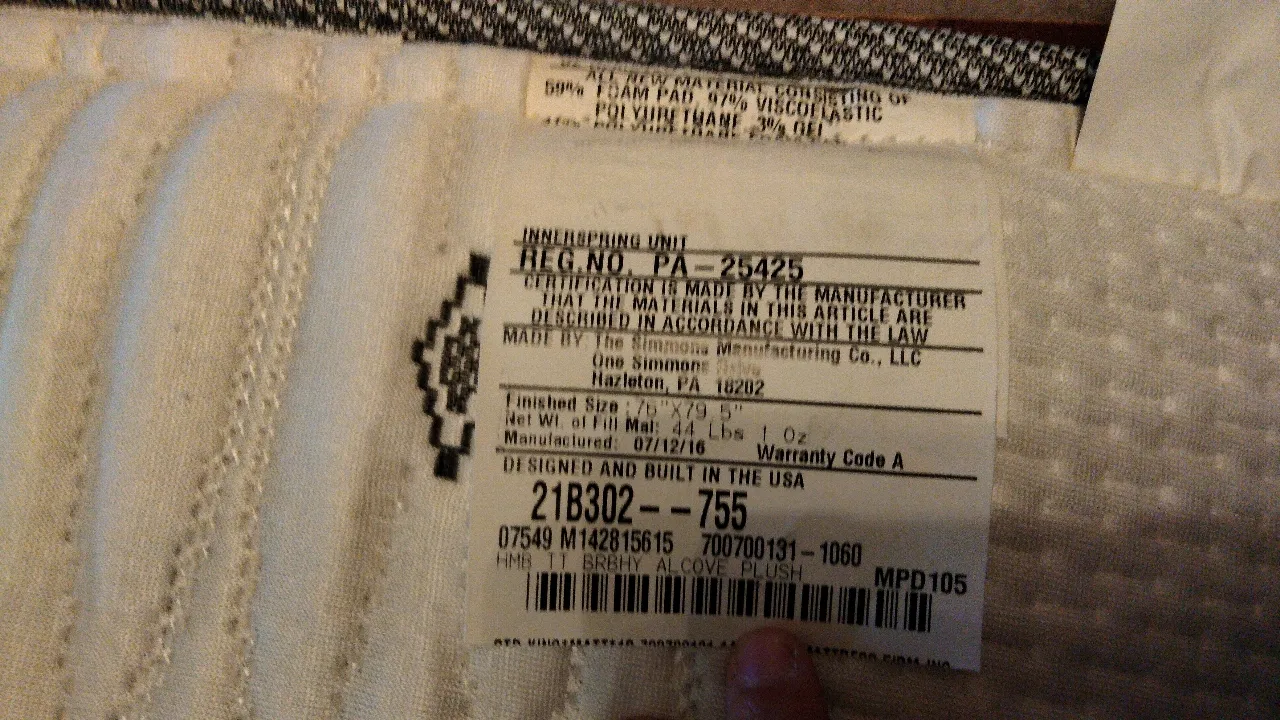 ALL NEW MATERIAL CONSISTING OF
59% FOAM PAD, 97% VISCOELASTIC
POLYURETHANE, 3% GEL
INNERSPRING UNIT
REG.NO. PA-25425
CERTIFICATION IS MADE BY THE MANUFACTURER
THAT THE MATERIALS IN THIS ARTICLE ARE
DESCRIBED IN ACCORDANCE WITH THE LAW
MADE BY The Simmons Manufacturing Co., LLC
One Simmons Drive
Hazleton, PA 18202
Finished Size :76"X79.5"
Net Wt. of Fill Mal: 44 Lbs 1 Oz
Manufactured: 07/12/16 Warranty Code A
DESIGNED AND BUILT IN THE USA
21B302--755
07549 M142815615 700700131-1060
HMB TT BRBHY ALCOVE PLUSH
MPD105